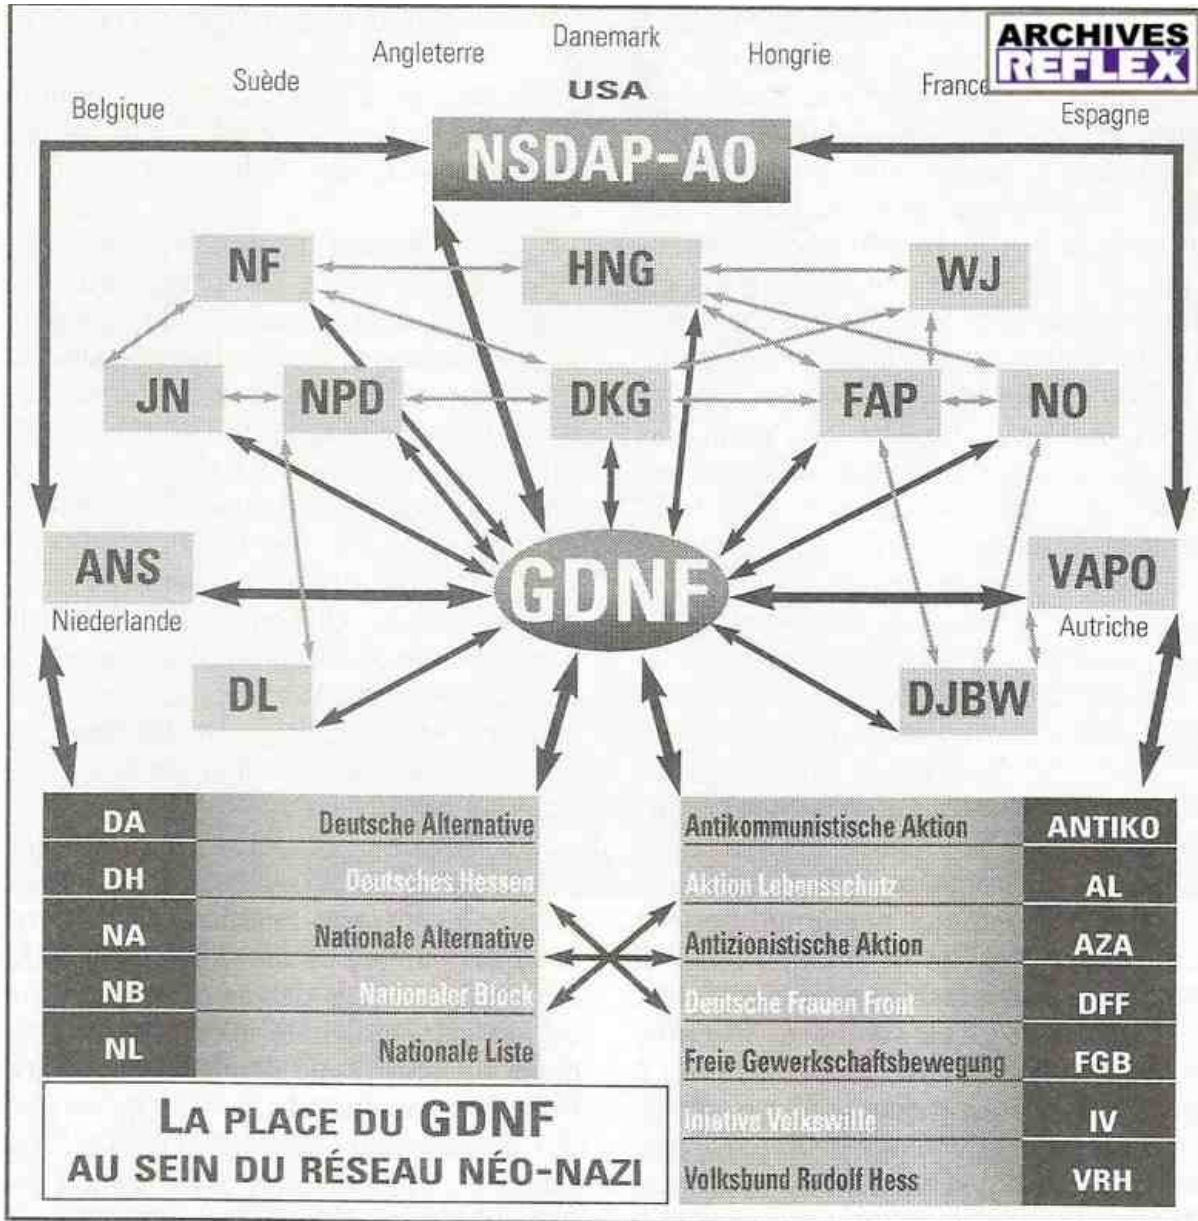 ARCHIVES
REFLEX
Belgique
Suède
Angleterre
Danemark
Hongrie
France
Espagne
USA
NSDAP-AO
NF
HNG
WJ
JN
NPD
DKG
FAP
NO
ANS
Niederlande
GDNF
VAPO
Autriche
DL
DJBW
DA Deutsche Alternative
DH Deutsches Hessen
NA Nationale Alternative
NB Nationaler Block
NL Nationale Liste
Antikommunistische Aktion ANTIKO
Aktion Lebensschutz AL
Antizionistische Aktion AZA
Deutsche Frauen Front DFF
Freie Gewerkschaftsbewegung FGB
Iniative Volkswille IV
Volksbund Rudolf Hess VRH
LA PLACE DU GDNF
AU SEIN DU RÉSEAU NÉO-NAZI